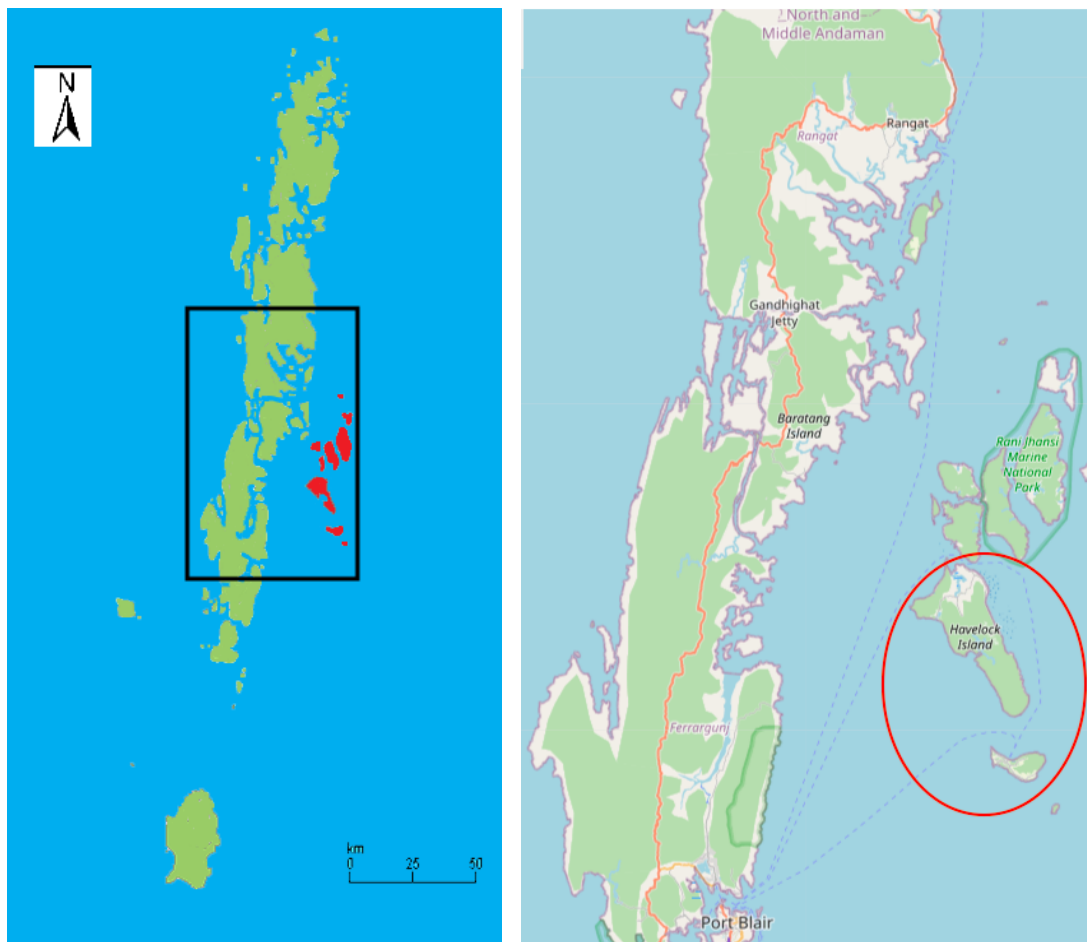 N
km
0 25 50
North and
Middle Andaman
Rangat
Rangat
Gandhighat
Jetty
Baratang
Island
Rani Jhansi
Marine
National
Park
Havelock
Island
Ferrargunj
Port Blair